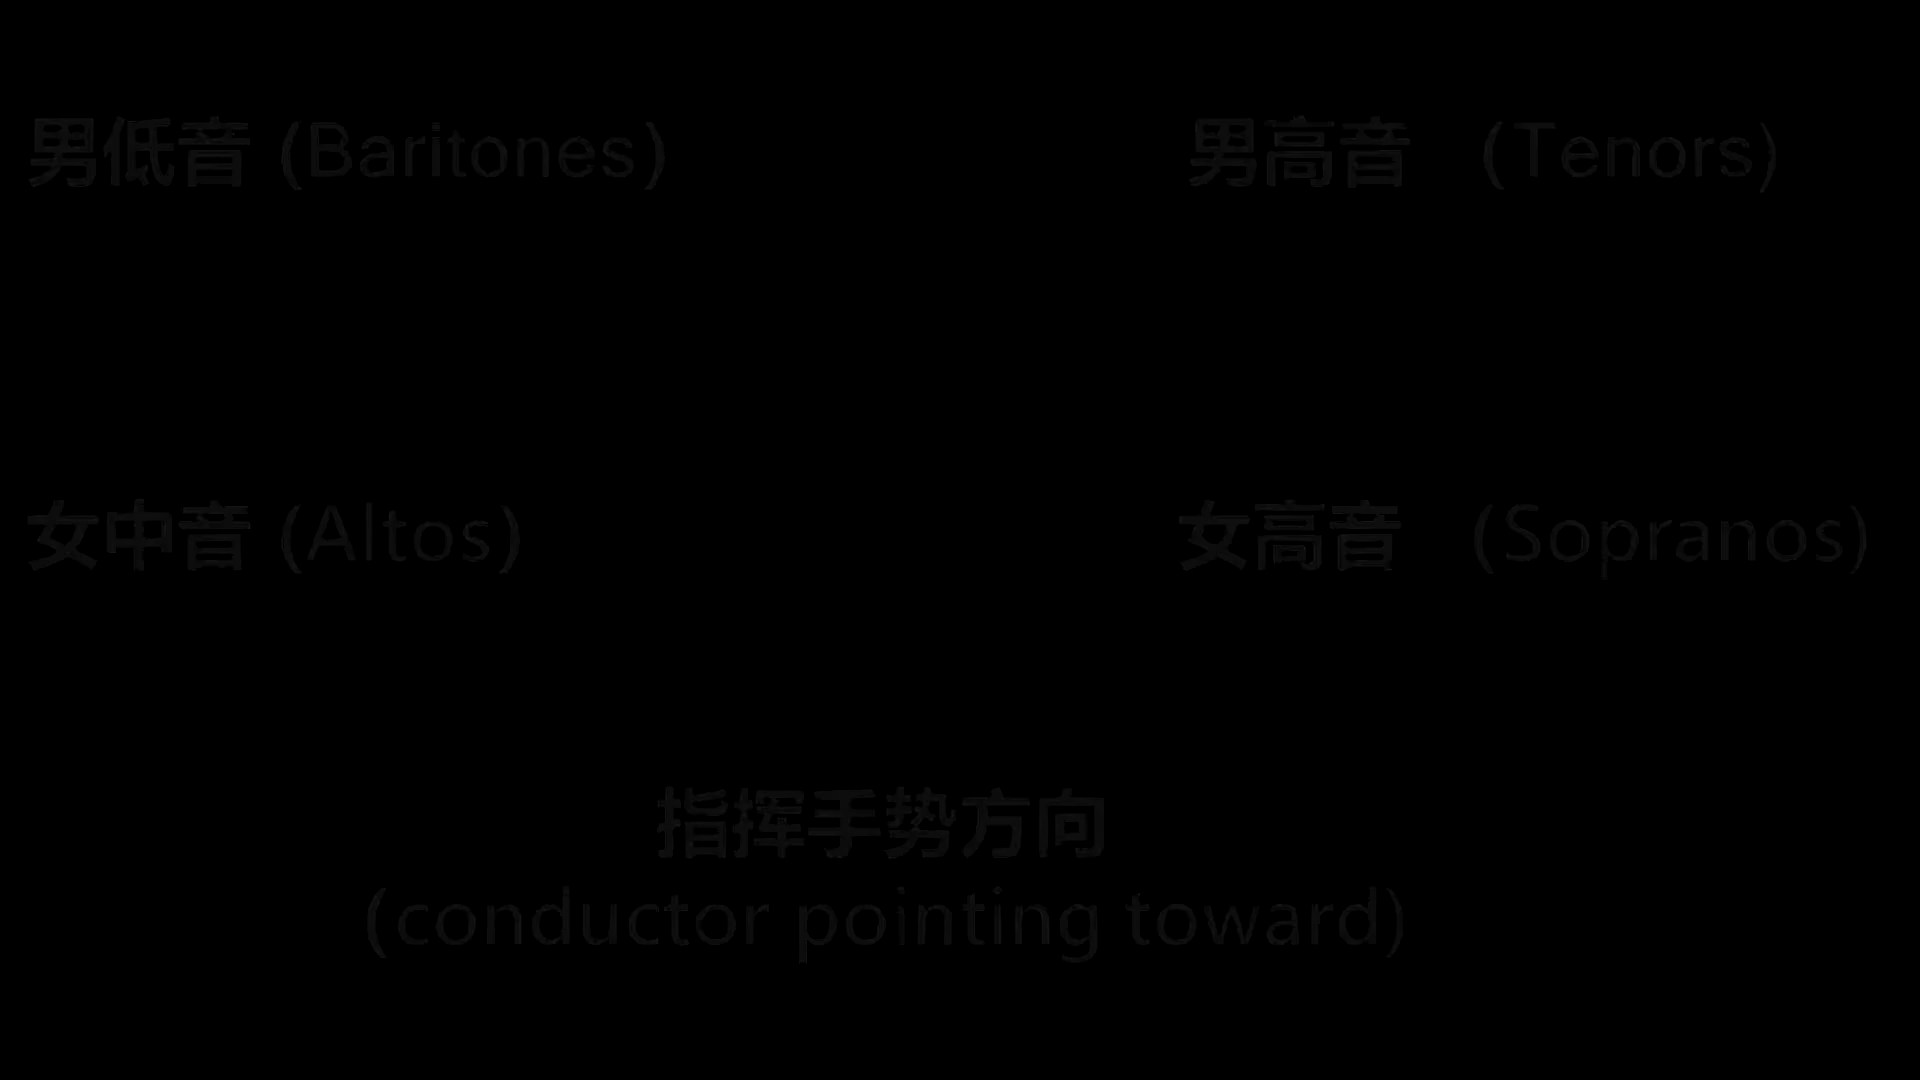 男低音 (Baritones)
男高音 (Tenors)
女中音 (Altos)
女高音 (Sopranos)
指挥手势方向
(conductor pointing toward)